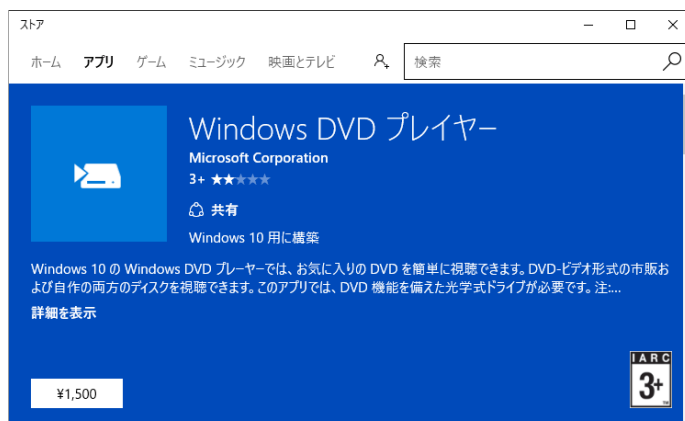 ストア
ホーム アプリ ゲーム ミュージック 映画とテレビ 検索
Windows DVD プレイヤー
Microsoft Corporation
3+ ★★★★★
共有
Windows 10 用に構築
Windows 10 の Windows DVD プレーヤーでは、お気に入りの DVD を簡単に視聴できます。DVD-ビデオ形式の市販お
よび自作の両方のディスクを視聴できます。このアプリでは、DVD 機能を備えた光学式ドライブが必要です。注:...
詳細を表示
¥1,500
IARC
3+